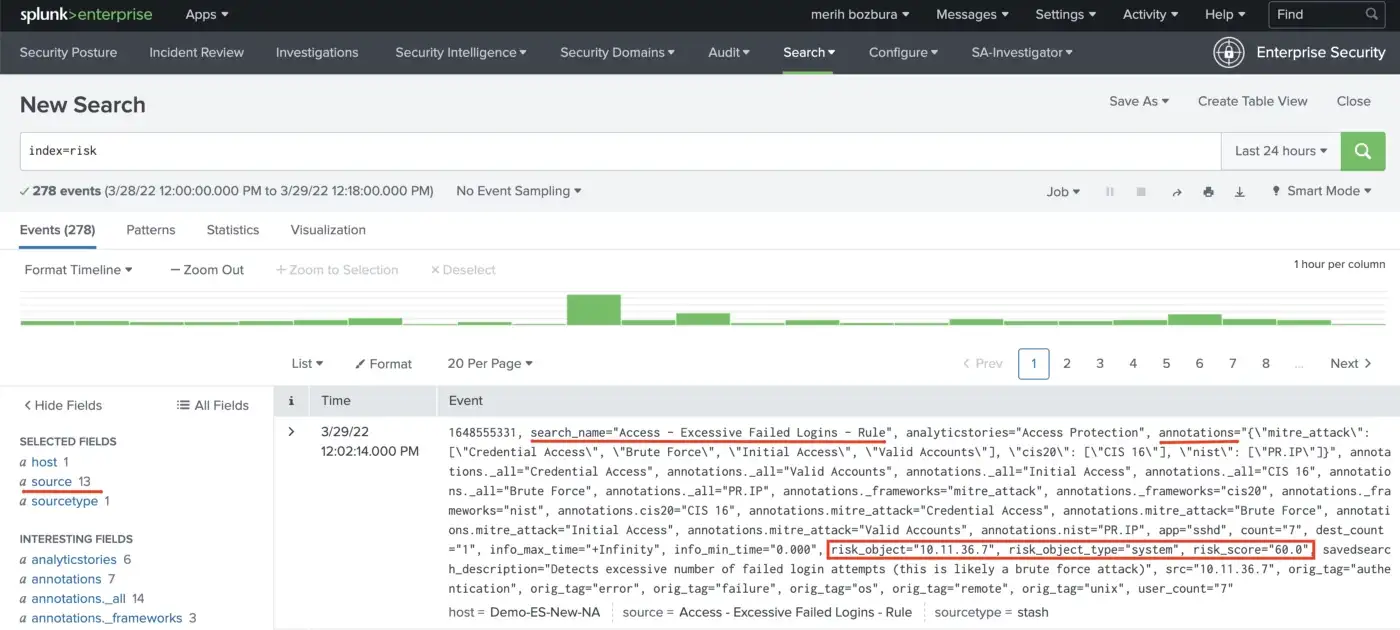 splunk>enterprise Apps merih bozbura Messages Settings Activity Help Find
Security Posture Incident Review Investigations Security Intelligence Security Domains Audit Search Configure SA-Investigator Enterprise Security
New Search Save As Create Table View Close
index=risk Last 24 hours
278 events (3/28/22 12:00:00.000 PM to 3/29/22 12:18:00.000 PM) No Event Sampling Job Smart Mode
Events (278) Patterns Statistics Visualization
Format Timeline Zoom Out + Zoom to Selection × Deselect 1 hour per column
List Format 20 Per Page Prev 1 2 3 4 5 6 7 8 ... Next
Hide Fields All Fields
SELECTED FIELDS
a host 1
a source 13
a sourcetype 1
INTERESTING FIELDS
a analyticstories 6
a annotations 7
a annotations._all 14
a annotations._frameworks 3
i Time Event
3/29/22
12:02:14.000 PM
1648555331, search_name="Access - Excessive Failed Logins - Rule", analyticstories="Access Protection", annotations="{\"mitre_attack\":
[\"Credential Access\", \"Brute Force\", \"Initial Access\", \"Valid Accounts\"], \"cis20\": [\"CIS 16\"], \"nist\": [\"PR.IP\"]}", annota
tions._all="Credential Access", annotations._all="Valid Accounts", annotations._all="Initial Access", annotations._all="CIS 16", annotatio
ns._all="Brute Force", annotations._all="PR.IP", annotations._frameworks="mitre_attack", annotations._frameworks="cis20", annotations._fra
meworks="nist", annotations.cis20="CIS 16", annotations.mitre_attack="Credential Access", annotations.mitre_attack="Brute Force", annotati
ons.mitre_attack="Initial Access", annotations.mitre_attack="Valid Accounts", annotations.nist="PR.IP", app="sshd", count="7", dest_count
="1", info_max_time="+Infinity", info_min_time="0.000", risk_object="10.11.36.7", risk_object_type="system", risk_score="60.0" savedsearc
h_description="Detects excessive number of failed login attempts (this is likely a brute force attack)", src="10.11.36.7", orig_tag="authe
ntication", orig_tag="error", orig_tag="failure", orig_tag="os", orig_tag="remote", orig_tag="unix", user_count="7"
host = Demo-ES-New-NA source = Access - Excessive Failed Logins - Rule sourcetype = stash